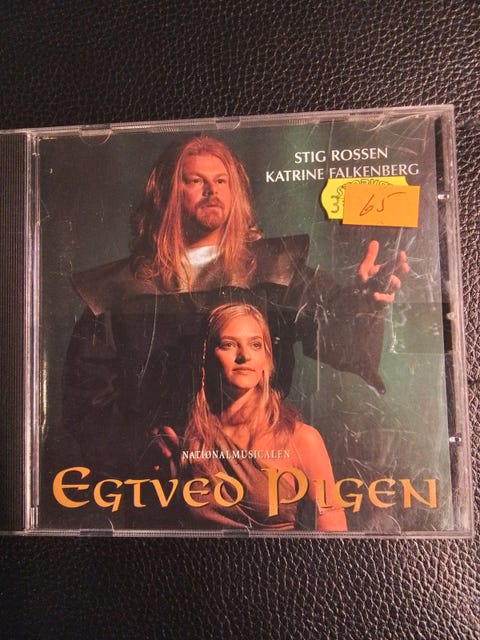 STIG ROSSEN
KATRINE FALKENBERG
65
NATIONALMUSICALEN
EGTVED PIGEN